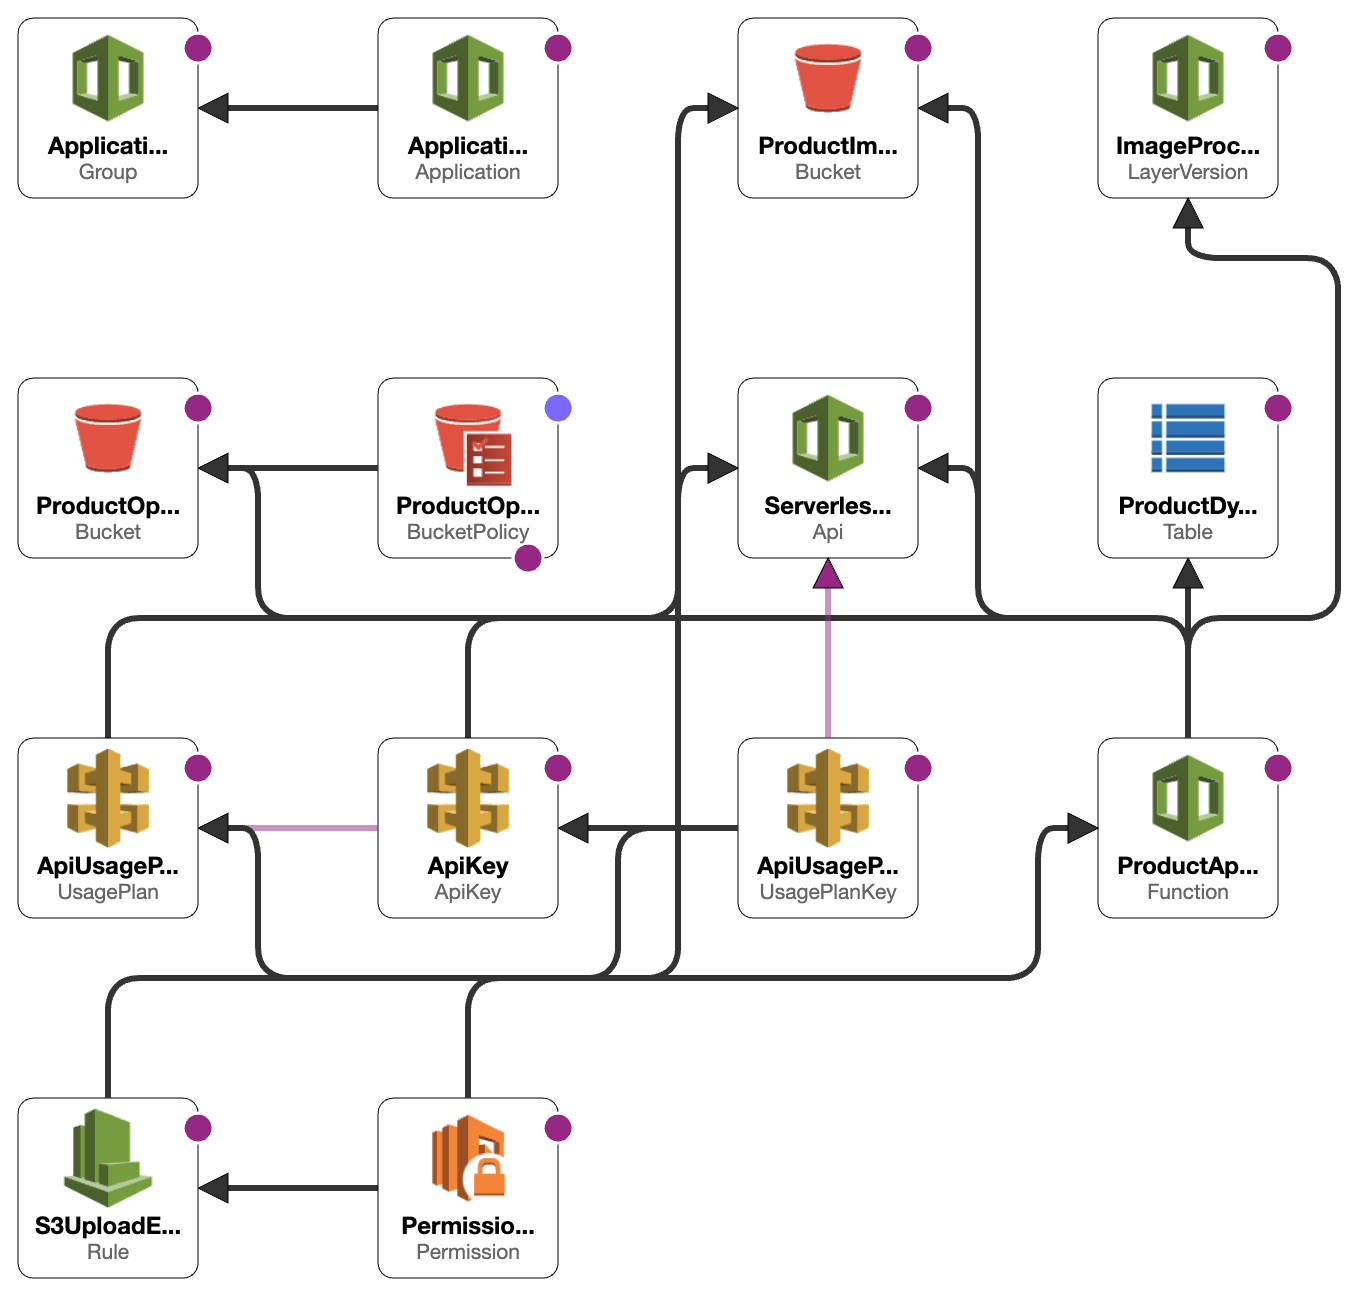 Applicati...
Group
Applicati...
Application
ProductIm...
Bucket
ImageProc...
LayerVersion
ProductOp...
Bucket
ProductOp...
BucketPolicy
Serverles...
Api
ProductDy...
Table
ApiUsageP...
UsagePlan
ApiKey
ApiKey
ApiUsageP...
UsagePlanKey
ProductAp...
Function
S3UploadE...
Rule
Permissio...
Permission